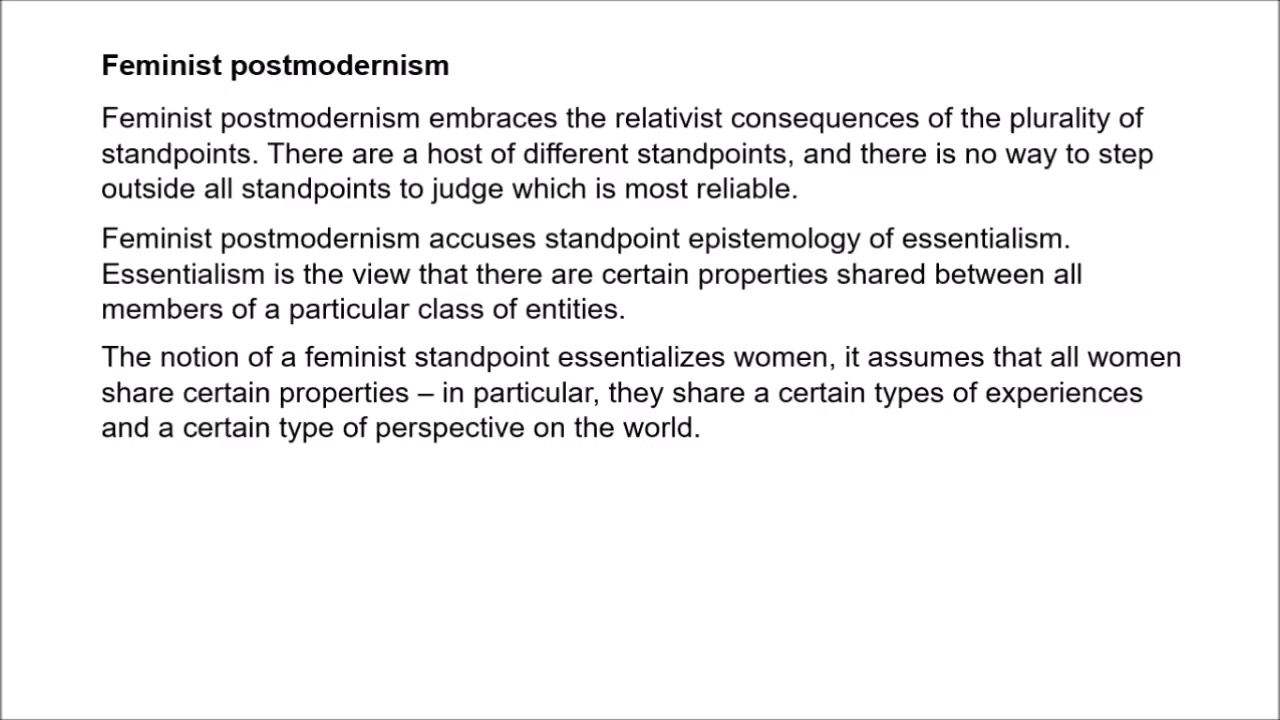 Feminist postmodernism
Feminist postmodernism embraces the relativist consequences of the plurality of
standpoints. There are a host of different standpoints, and there is no way to step
outside all standpoints to judge which is most reliable.
Feminist postmodernism accuses standpoint epistemology of essentialism.
Essentialism is the view that there are certain properties shared between all
members of a particular class of entities.
The notion of a feminist standpoint essentializes women, it assumes that all women
share certain properties – in particular, they share a certain types of experiences
and a certain type of perspective on the world.